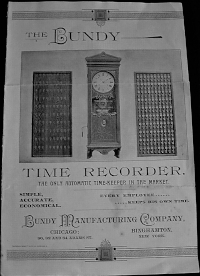 THE BUNDY
TIME RECORDER.
THE ONLY AUTOMATIC TIME-KEEPER IN THE MARKET.
SIMPLE,
ACCURATE,
ECONOMICAL.
EVERY EMPLOYEE........
........KEEPS HIS OWN TIME.
BUNDY MANUFACTURING COMPANY,
CHICAGO:
BINGHAMTON,
NEW YORK.